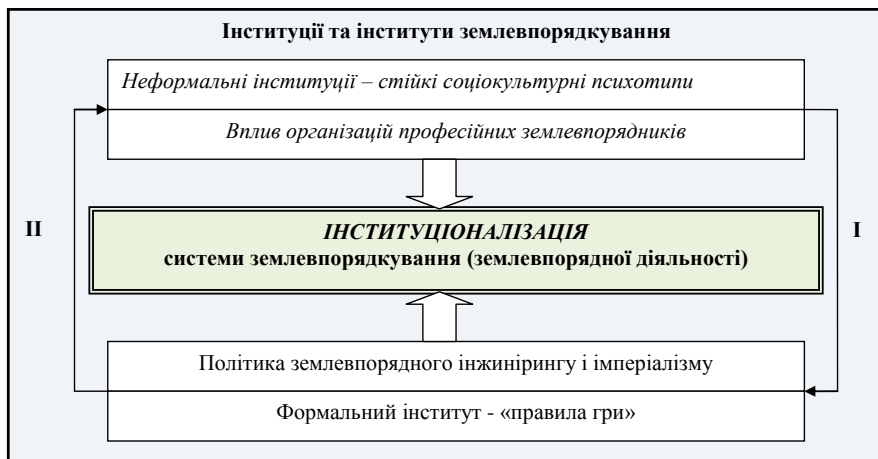 Інституції та інститути землевпорядкування
Неформальні інституції – стійкі соціокультурні психотипи
Вплив організацій професійних землевпорядників
II
ІНСТИТУЦІОНАЛІЗАЦІЯ
системи землевпорядкування (землевпорядної діяльності)
I
Політика землевпорядного інжинірингу і імперіалізму
Формальний інститут - «правила гри»